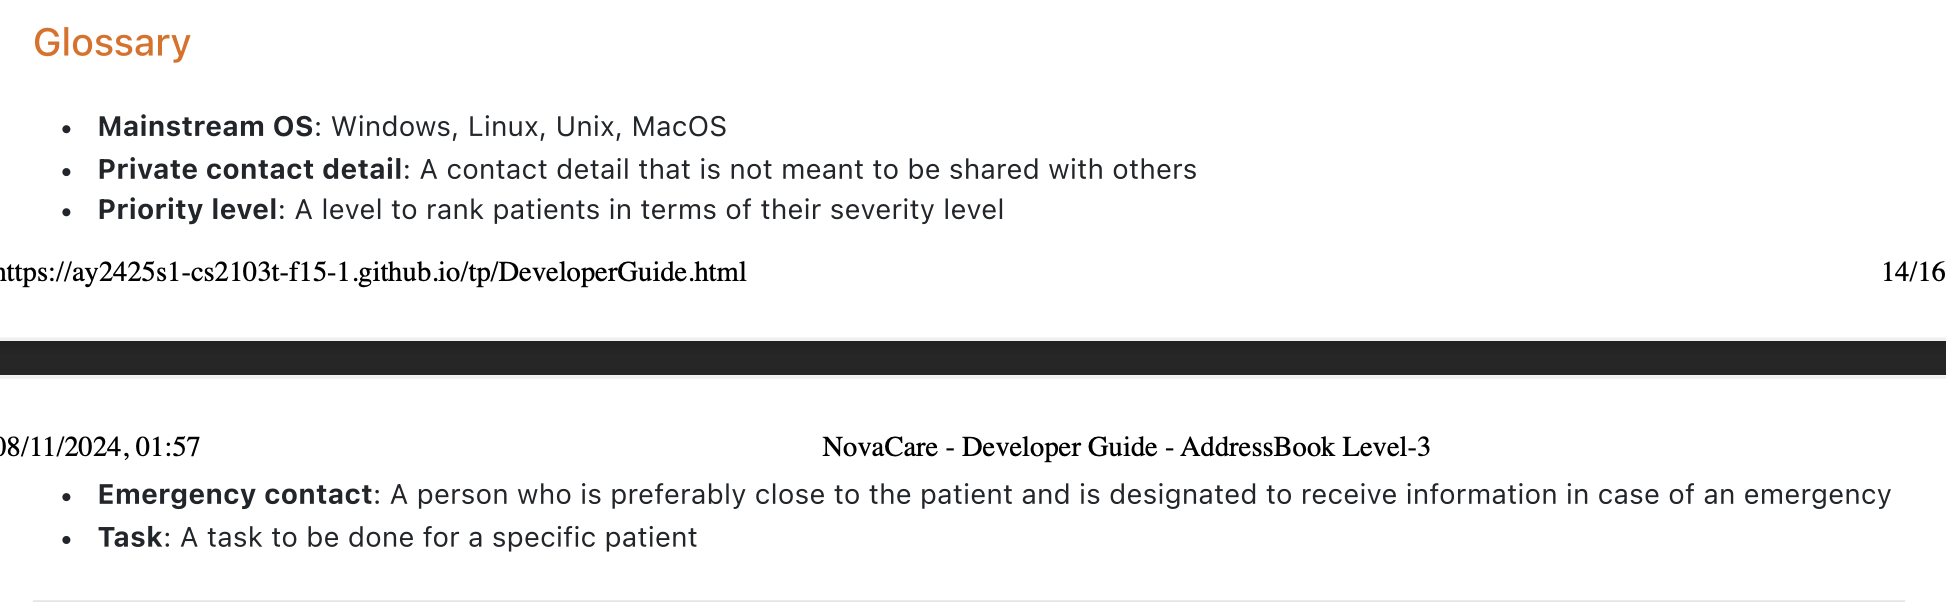 Glossary
• Mainstream OS: Windows, Linux, Unix, MacOS
• Private contact detail: A contact detail that is not meant to be shared with others
• Priority level: A level to rank patients in terms of their severity level
https://ay2425s1-cs2103t-f15-1.github.io/tp/DeveloperGuide.html 14/16
08/11/2024, 01:57 NovaCare - Developer Guide - AddressBook Level-3
• Emergency contact: A person who is preferably close to the patient and is designated to receive information in case of an emergency
• Task: A task to be done for a specific patient